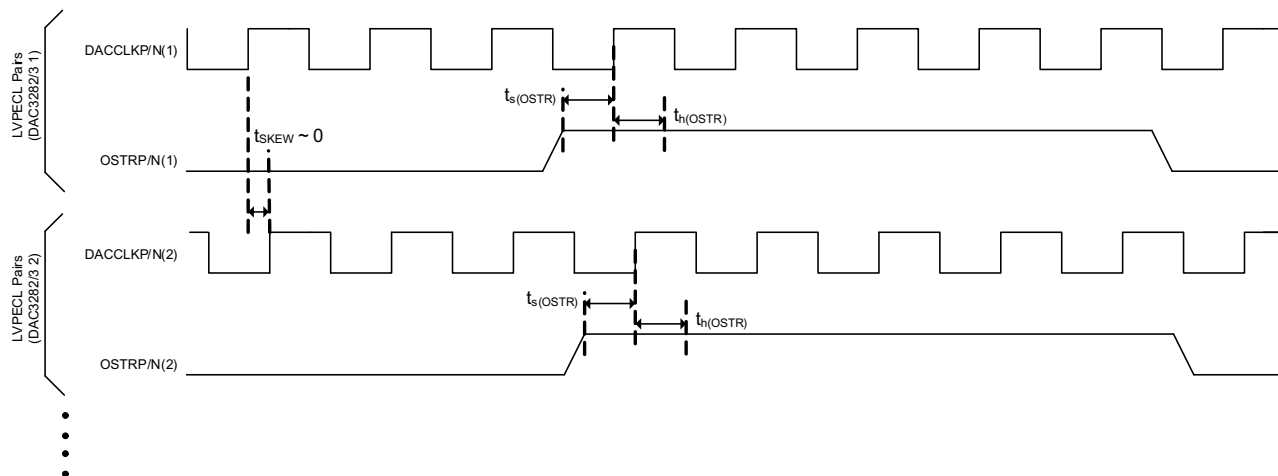 LVPECL Pairs
(DAC3282/3 1)
DACCLKP/N(1)
ts(OSTR)
th(OSTR)
tSKEW ~ 0
OSTRP/N(1)
LVPECL Pairs
(DAC3282/3 2)
DACCLKP/N(2)
ts(OSTR)
th(OSTR)
OSTRP/N(2)